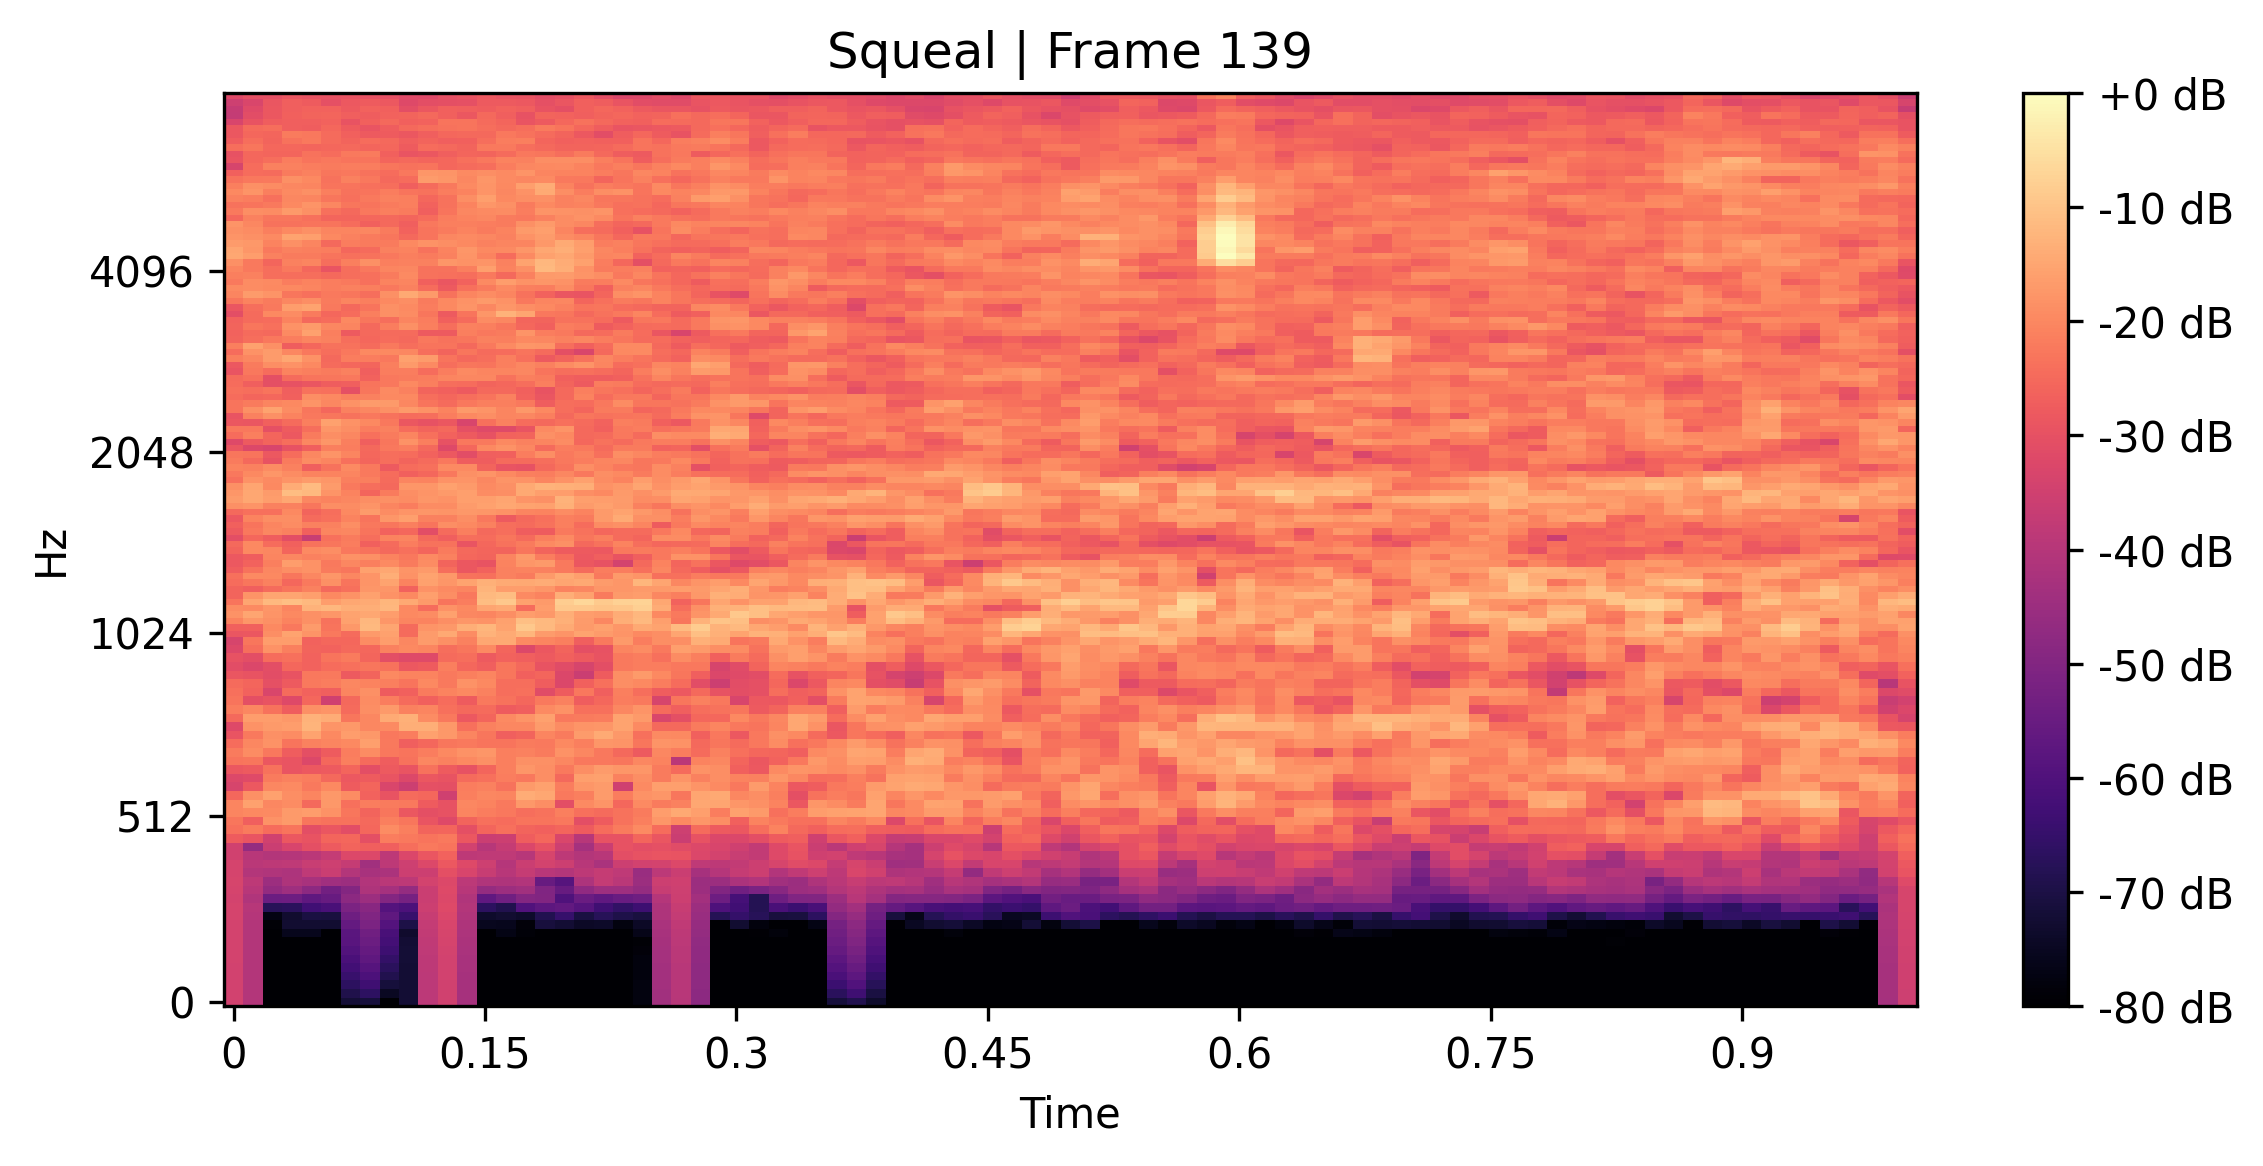 Squeal | Frame 139
+0 dB
-10 dB
-20 dB
-30 dB
-40 dB
-50 dB
-60 dB
-70 dB
-80 dB
Hz
4096
2048
1024
512
0
0 0.15 0.3 0.45 0.6 0.75 0.9
Time